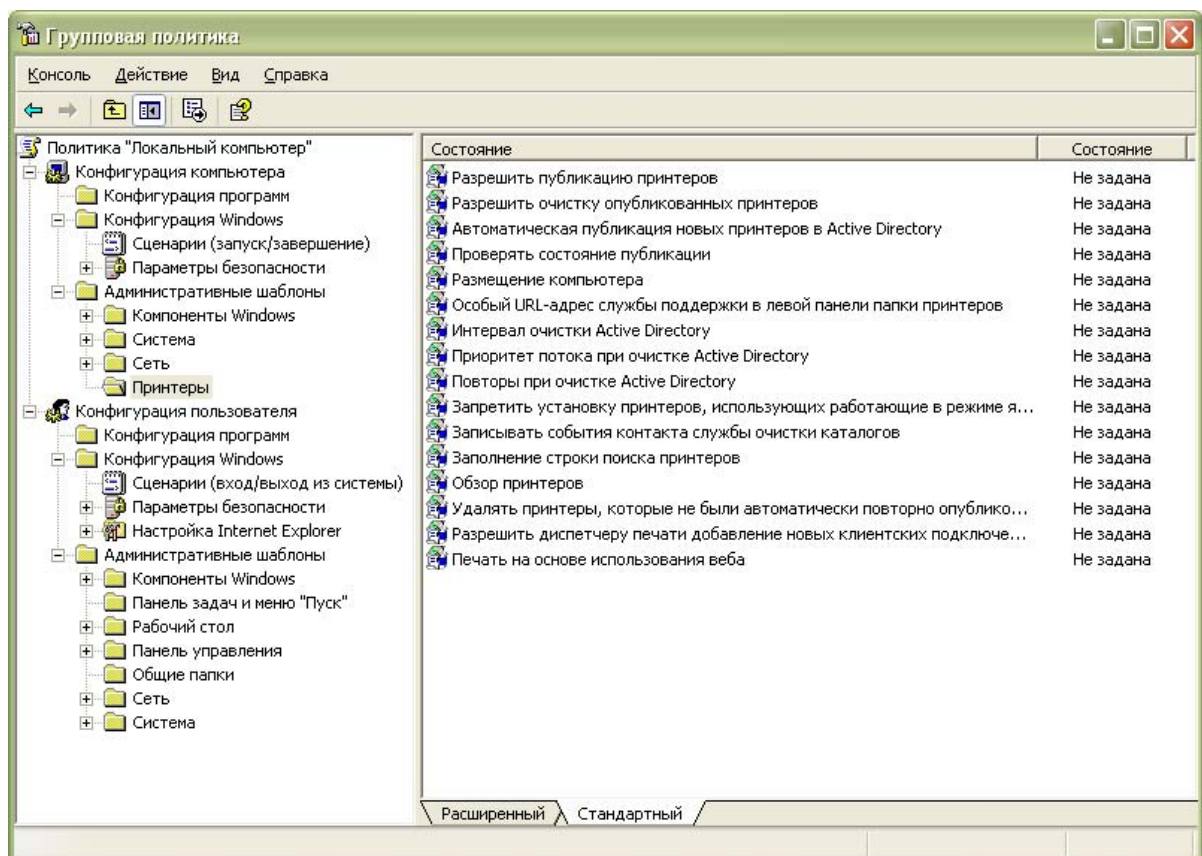 Групповая политика
Консоль Действие Вид Справка
Политика "Локальный компьютер"
Конфигурация компьютера
Конфигурация программ
Конфигурация Windows
Сценарии (запуск/завершение)
Параметры безопасности
Административные шаблоны
Компоненты Windows
Система
Сеть
Принтеры
Конфигурация пользователя
Конфигурация программ
Конфигурация Windows
Сценарии (вход/выход из системы)
Параметры безопасности
Настройка Internet Explorer
Административные шаблоны
Компоненты Windows
Панель задач и меню "Пуск"
Рабочий стол
Панель управления
Общие папки
Сеть
Система
Состояние Состояние
Разрешить публикацию принтеров Не задана
Разрешить очистку опубликованных принтеров Не задана
Автоматическая публикация новых принтеров в Active Directory Не задана
Проверять состояние публикации Не задана
Размещение компьютера Не задана
Особый URL-адрес службы поддержки в левой панели папки принтеров Не задана
Интервал очистки Active Directory Не задана
Приоритет потока при очистке Active Directory Не задана
Повторы при очистке Active Directory Не задана
Запретить установку принтеров, использующих работающие в режиме я... Не задана
Записывать события контакта службы очистки каталогов Не задана
Заполнение строки поиска принтеров Не задана
Обзор принтеров Не задана
Удалять принтеры, которые не были автоматически повторно опублико... Не задана
Разрешить диспетчеру печати добавление новых клиентских подключе... Не задана
Печать на основе использования веба Не задана
Расширенный Стандартный